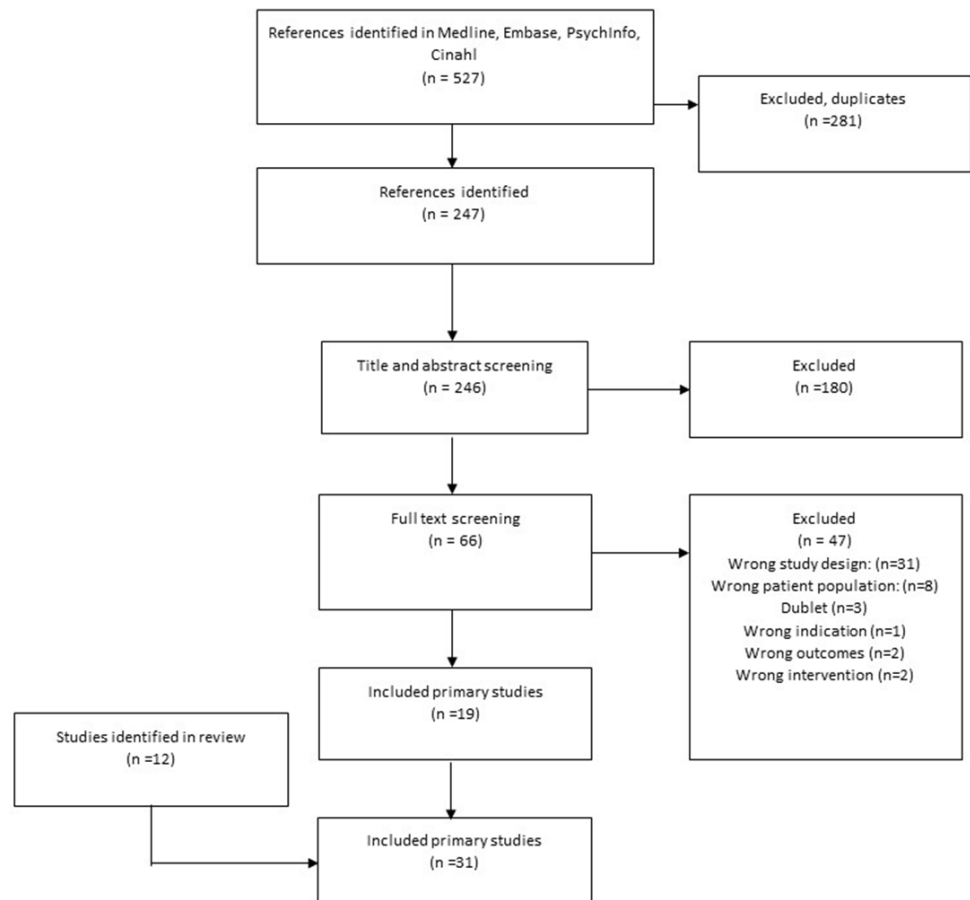 References identified in Medline, Embase, PsychInfo,
Cinahl
(n = 527)
Excluded, duplicates
(n =281)
References identified
(n = 247)
Title and abstract screening
(n = 246)
Excluded
(n =180)
Full text screening
(n = 66)
Excluded
(n = 47)
Wrong study design: (n=31)
Wrong patient population: (n=8)
Dublet (n=3)
Wrong indication (n=1)
Wrong outcomes (n=2)
Wrong intervention (n=2)
Included primary studies
(n =19)
Studies identified in review
(n =12)
Included primary studies
(n =31)